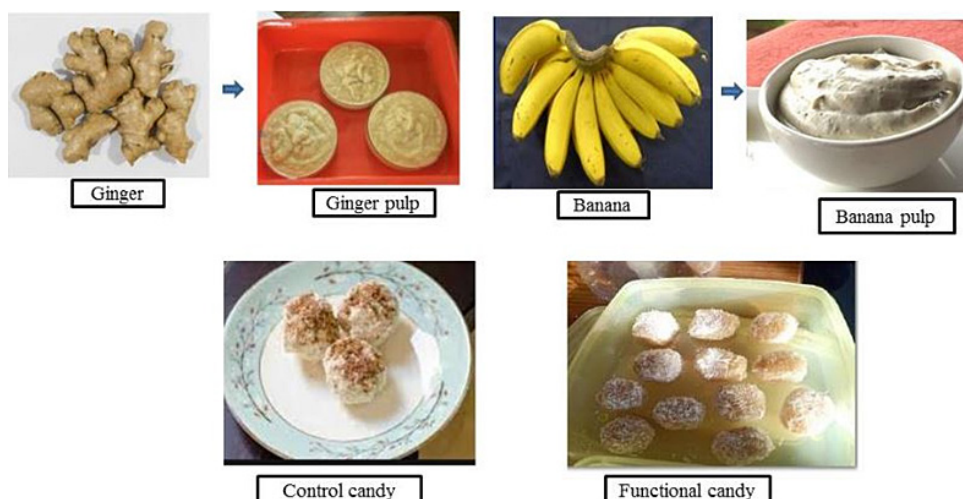 Ginger
Ginger pulp
Banana
Banana pulp
Control candy
Functional candy